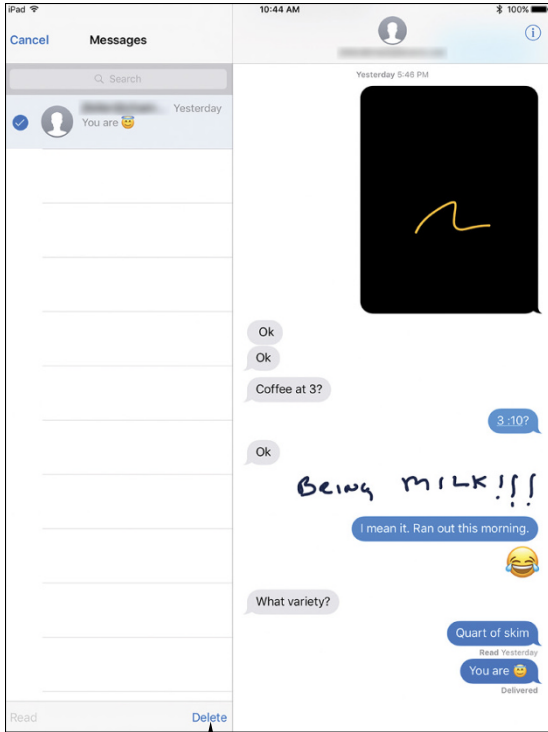 iPad
10:44 AM
100%
Cancel
Messages
Search
Yesterday
You are 😇
Read
Delete
Yesterday 5:46 PM
Ok
Ok
Coffee at 3?
3 :10?
Ok
Being MILK!!!
I mean it. Ran out this morning.
😂
What variety?
Quart of skim
Read Yesterday
You are 😇
Delivered